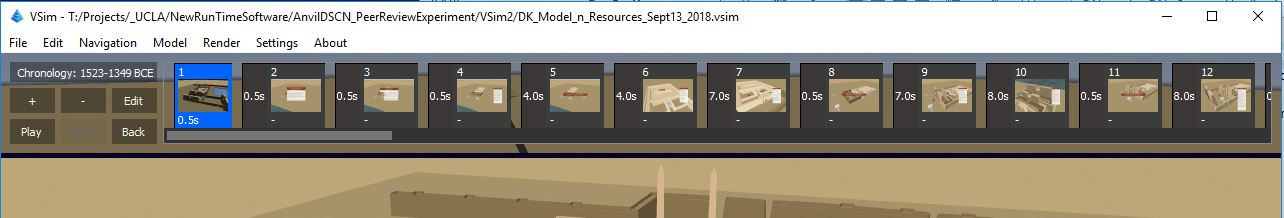 VSim - T:/Projects/_UCLA/NewRunTimeSoftware/AnvilDSCN_PeerReviewExperiment/VSim2/DK_Model_n_Resources_Sept13_2018.vsim
File Edit Navigation Model Render Settings About
Chronology: 1523-1349 BCE
+ - Edit
Play Back
1 2 3 4 5 6 7 8 9 10 11 12
0.5s 0.5s 0.5s 4.0s 4.0s 7.0s 0.5s 7.0s 8.0s 0.5s 8.0s
0.5s - - - - - - - - - - -